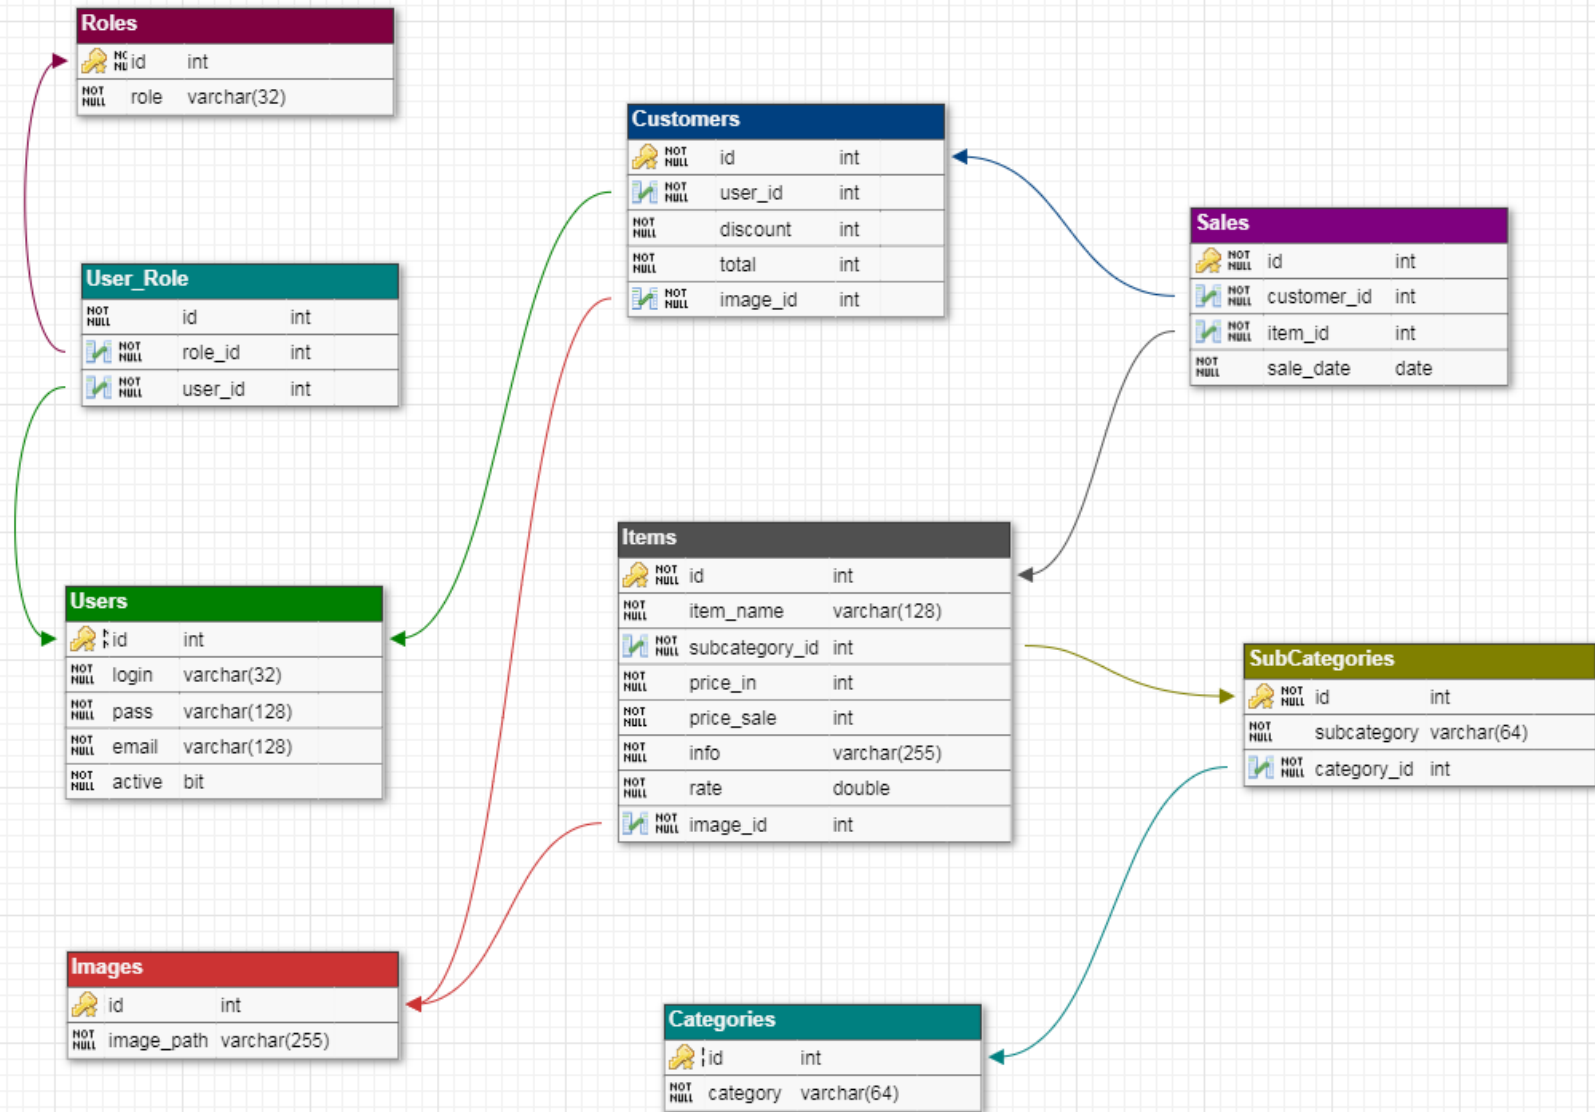 Roles
id int
NOT NULL role varchar(32)
Customers
NOT NULL id int
NOT NULL user_id int
NOT NULL discount int
NOT NULL total int
NOT NULL image_id int
Sales
NOT NULL id int
NOT NULL customer_id int
NOT NULL item_id int
NOT NULL sale_date date
User_Role
NOT NULL id int
NOT NULL role_id int
NOT NULL user_id int
Items
NOT NULL id int
NOT NULL item_name varchar(128)
NOT NULL subcategory_id int
NOT NULL price_in int
NOT NULL price_sale int
NOT NULL info varchar(255)
NOT NULL rate double
NOT NULL image_id int
Users
id int
NOT NULL login varchar(32)
NOT NULL pass varchar(128)
NOT NULL email varchar(128)
NOT NULL active bit
SubCategories
NOT NULL id int
NOT NULL subcategory varchar(64)
NOT NULL category_id int
Images
id int
NOT NULL image_path varchar(255)
Categories
id int
NOT NULL category varchar(64)